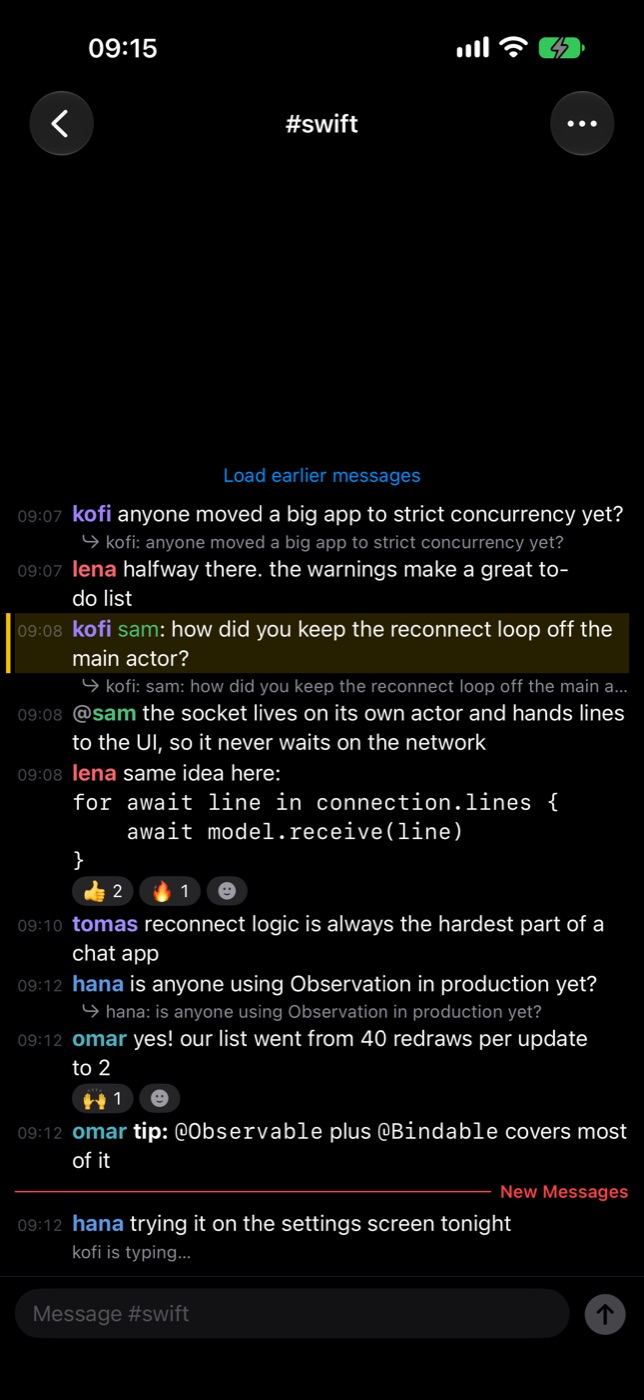 09:15
#swift
Load earlier messages
09:07 kofi anyone moved a big app to strict concurrency yet?
kofi: anyone moved a big app to strict concurrency yet?
09:07 lena halfway there. the warnings make a great to-
do list
09:08 kofi sam: how did you keep the reconnect loop off the
main actor?
kofi: sam: how did you keep the reconnect loop off the main a...
09:08 @sam the socket lives on its own actor and hands lines
to the UI, so it never waits on the network
09:08 lena same idea here:
for await line in connection.lines {
    await model.receive(line)
}
👍 2 🔥 1
09:10 tomas reconnect logic is always the hardest part of a
chat app
09:12 hana is anyone using Observation in production yet?
hana: is anyone using Observation in production yet?
09:12 omar yes! our list went from 40 redraws per update
to 2
🙌 1
09:12 omar tip: @Observable plus @Bindable covers most
of it
New Messages
09:12 hana trying it on the settings screen tonight
kofi is typing...
Message #swift